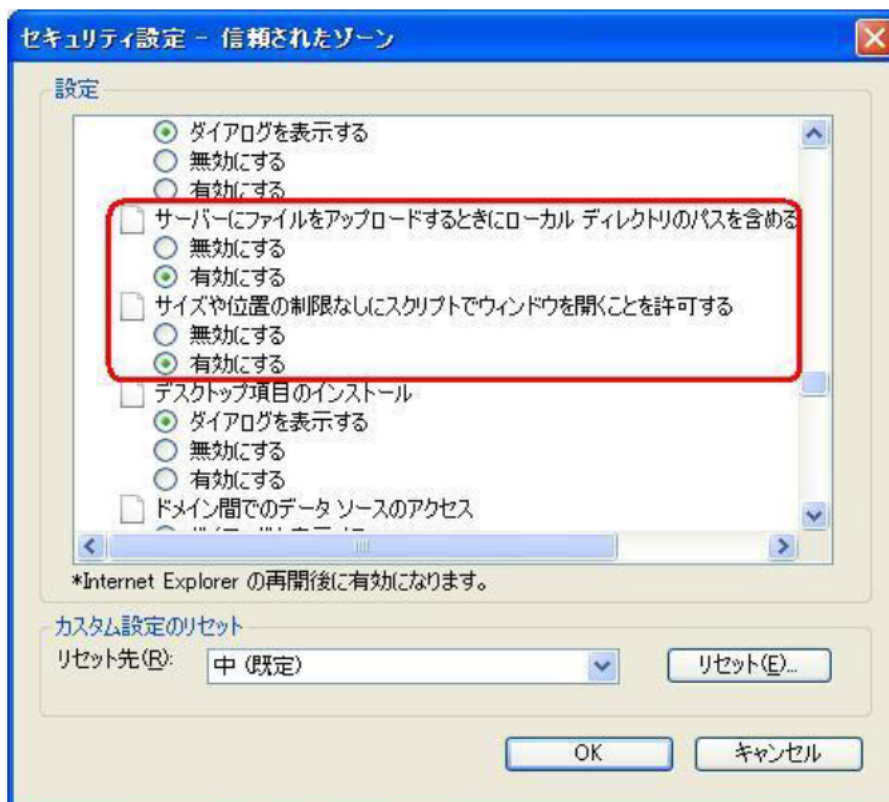 セキュリティ設定 - 信頼されたゾーン
設定
ダイアログを表示する
無効にする
有効にする
サーバーにファイルをアップロードするときにローカル ディレクトリのパスを含める
無効にする
有効にする
サイズや位置の制限なしにスクリプトでウィンドウを開くことを許可する
無効にする
有効にする
デスクトップ項目のインストール
ダイアログを表示する
無効にする
有効にする
ドメイン間でのデータ ソースのアクセス
*Internet Explorer の再開後に有効になります。
カスタム設定のリセット
リセット先(R): 中 (既定) リセット(E)...
OK キャンセル